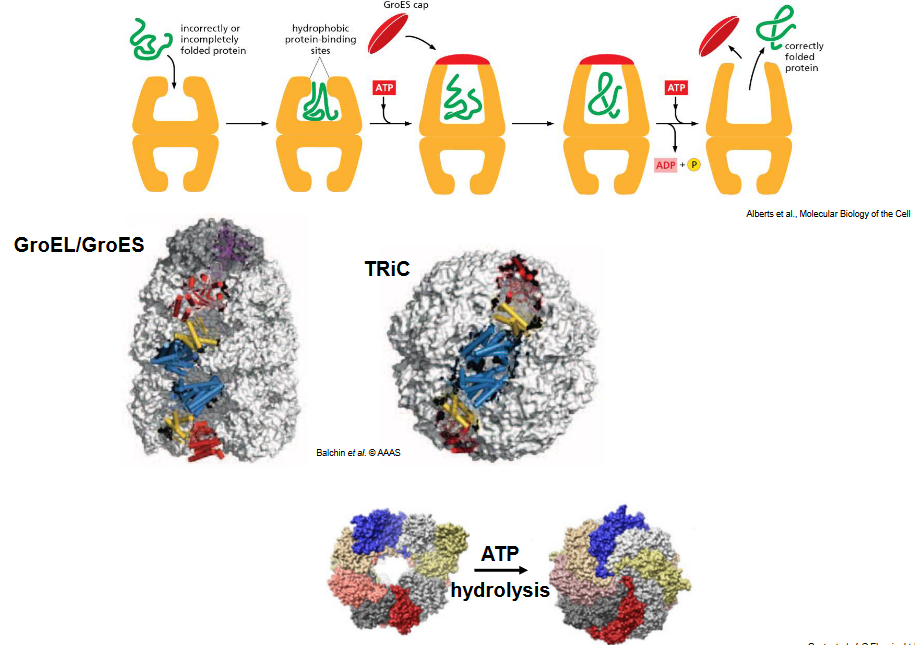 GroES cap
incorrectly or
incompletely
folded protein
hydrophobic
protein-binding
sites
ATP
ATP
correctly
folded
protein
ADP + P
Alberts et al., Molecular Biology of the Cell
GroEL/GroES
TRiC
Balchin et al. © AAAS
ATP
hydrolysis